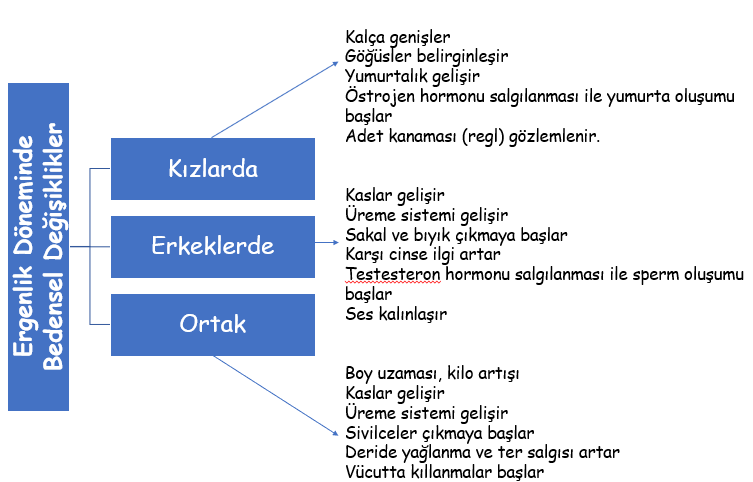 Ergenlik Döneminde
Bedensel Değişiklikler
Kızlarda
Kalça genişler
Göğüsler belirginleşir
Yumurtalık gelişir
Östrojen hormonu salgılanması ile yumurta oluşumu
başlar
Adet kanaması (regl) gözlemlenir.
Erkeklerde
Kaslar gelişir
Üreme sistemi gelişir
Sakal ve bıyık çıkmaya başlar
Karşı cinse ilgi artar
Testesteron hormonu salgılanması ile sperm oluşumu
başlar
Ses kalınlaşır
Ortak
Boy uzaması, kilo artışı
Kaslar gelişir
Üreme sistemi gelişir
Sivilceler çıkmaya başlar
Deride yağlanma ve ter salgısı artar
Vücutta kıllanmalar başlar